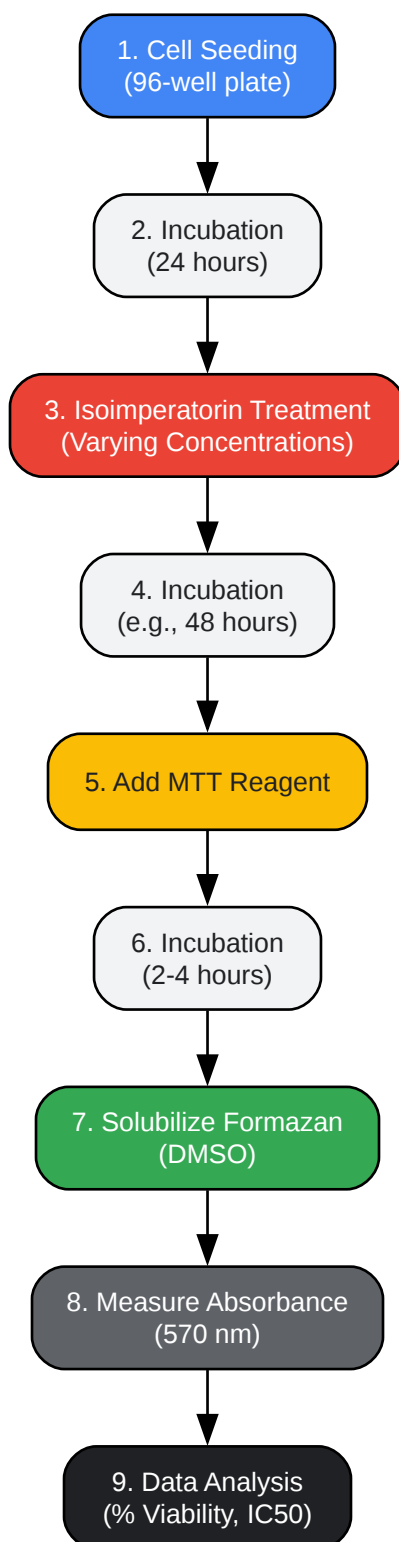 1. Cell Seeding
(96-well plate)
2. Incubation
(24 hours)
3. Isoimperatorin Treatment
(Varying Concentrations)
4. Incubation
(e.g., 48 hours)
5. Add MTT Reagent
6. Incubation
(2-4 hours)
7. Solubilize Formazan
(DMSO)
8. Measure Absorbance
(570 nm)
9. Data Analysis
(% Viability, IC50)